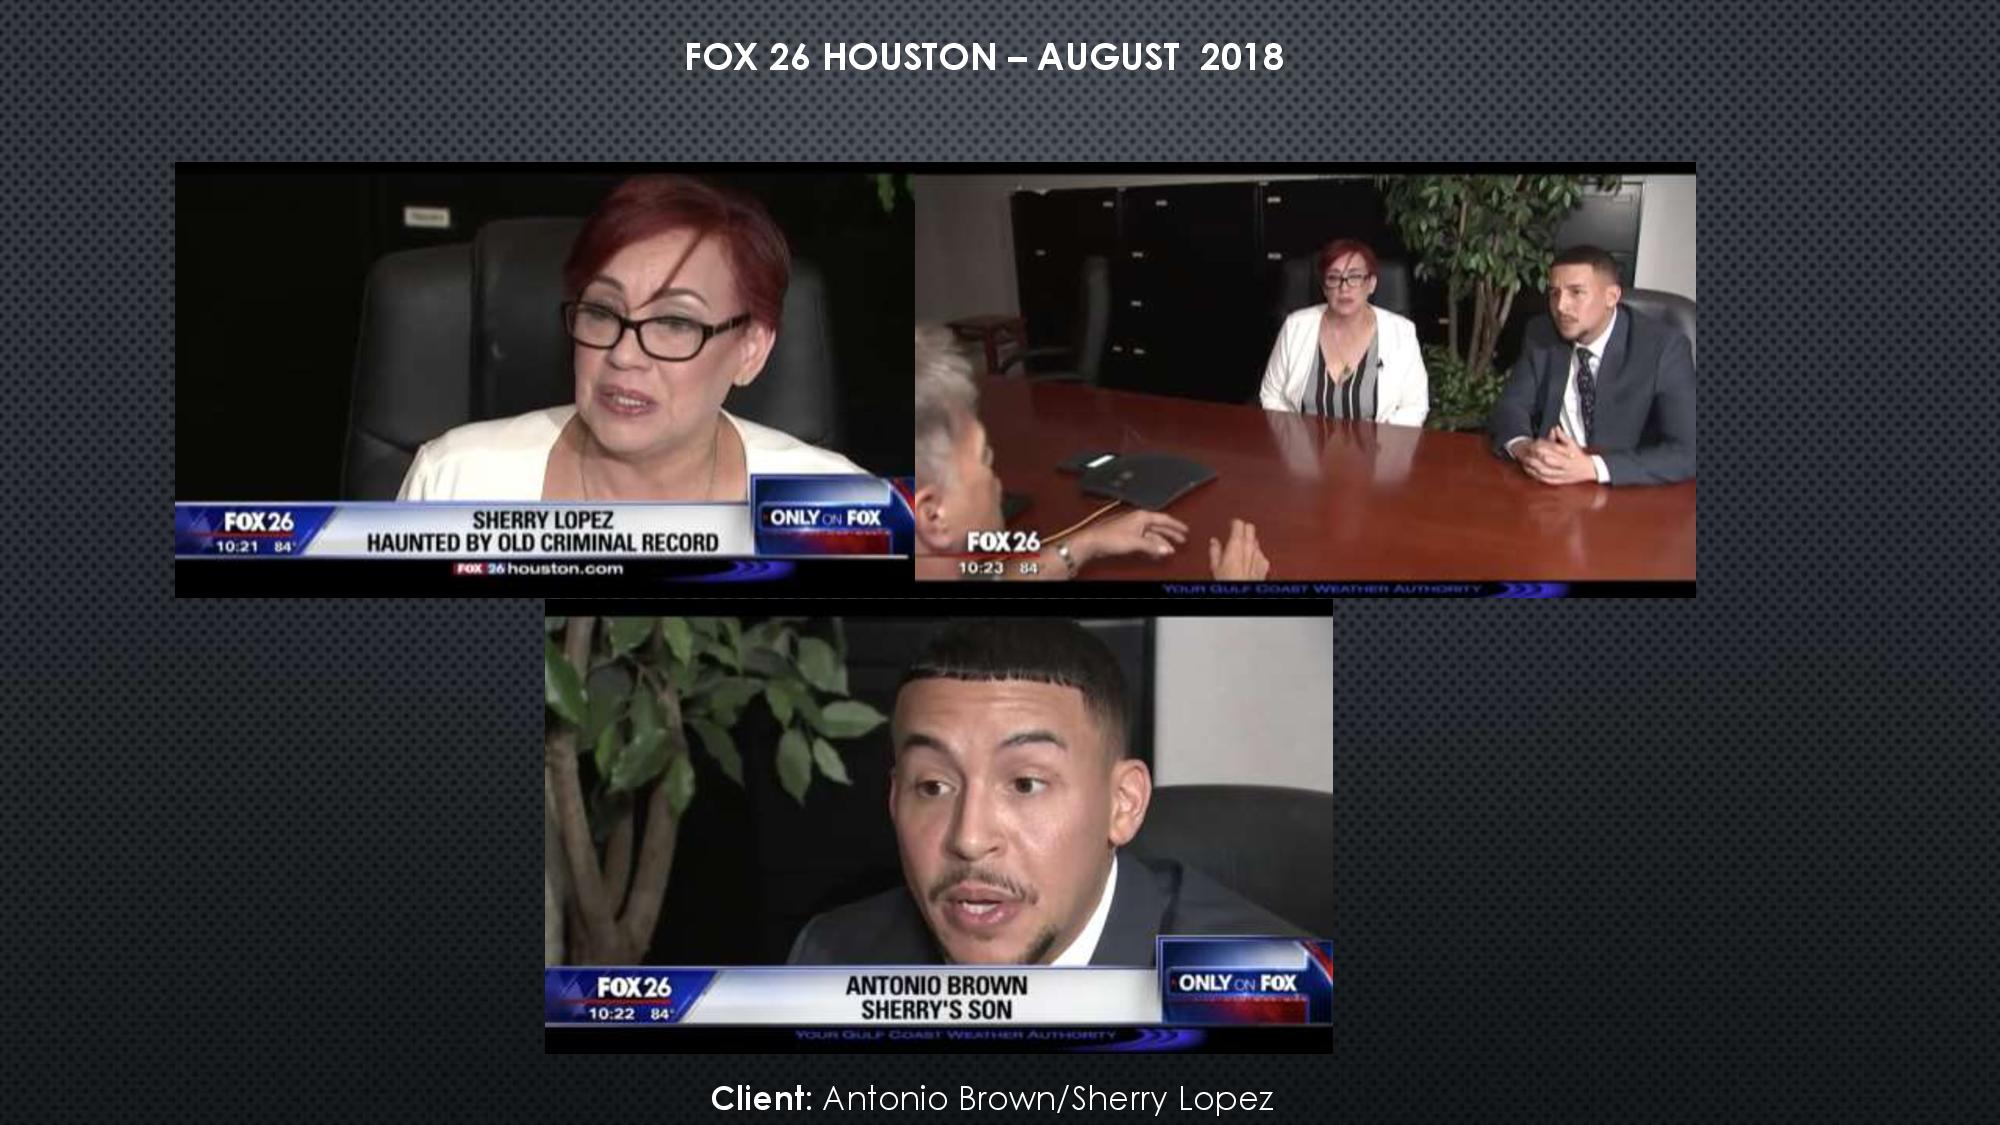 FOX 26 HOUSTON – AUGUST 2018
SHERRY LOPEZ
HAUNTED BY OLD CRIMINAL RECORD
FOX 26
10:21 84°
ONLY ON FOX
FOX 26houston.com
FOX 26
10:23 84
YOUR GULF COAST WEATHER AUTHORITY
ANTONIO BROWN
SHERRY'S SON
FOX 26
10:22 84°
ONLY ON FOX
YOUR GULF COAST WEATHER AUTHORITY
Client: Antonio Brown/Sherry Lopez